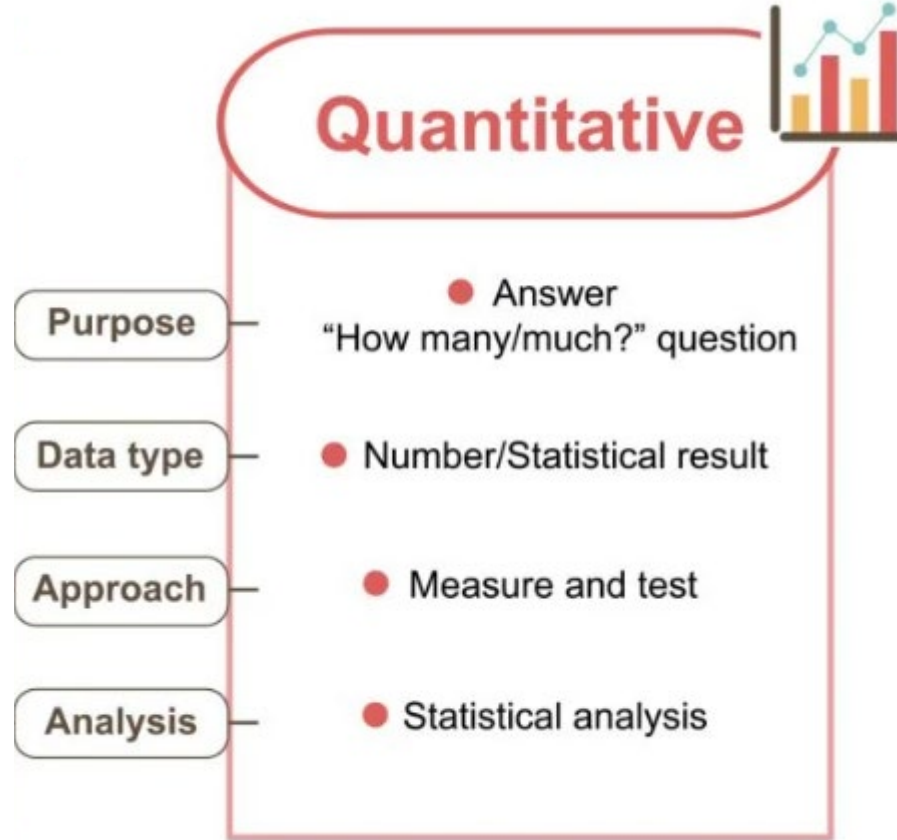 Quantitative
Purpose
Answer
“How many/much?” question
Data type
Number/Statistical result
Approach
Measure and test
Analysis
Statistical analysis